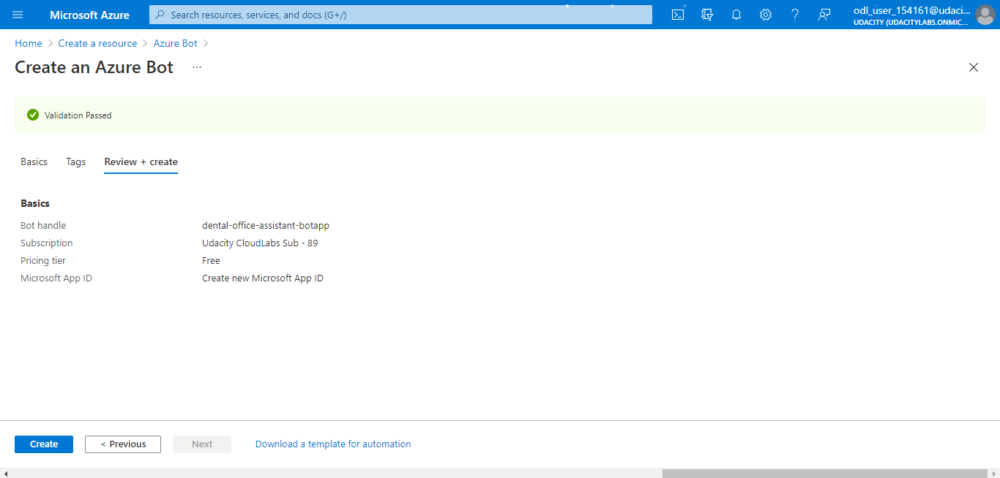 Microsoft Azure
Search resources, services, and docs (G+/)
odl_user_154161@udaci...
UDACITY (UDACITYLABS.ONMIC...
Home > Create a resource > Azure Bot >
Create an Azure Bot ...
Validation Passed
Basics Tags Review + create
Basics
Bot handle dental-office-assistant-botapp
Subscription Udacity CloudLabs Sub - 89
Pricing tier Free
Microsoft App ID Create new Microsoft App ID
Create < Previous Next Download a template for automation